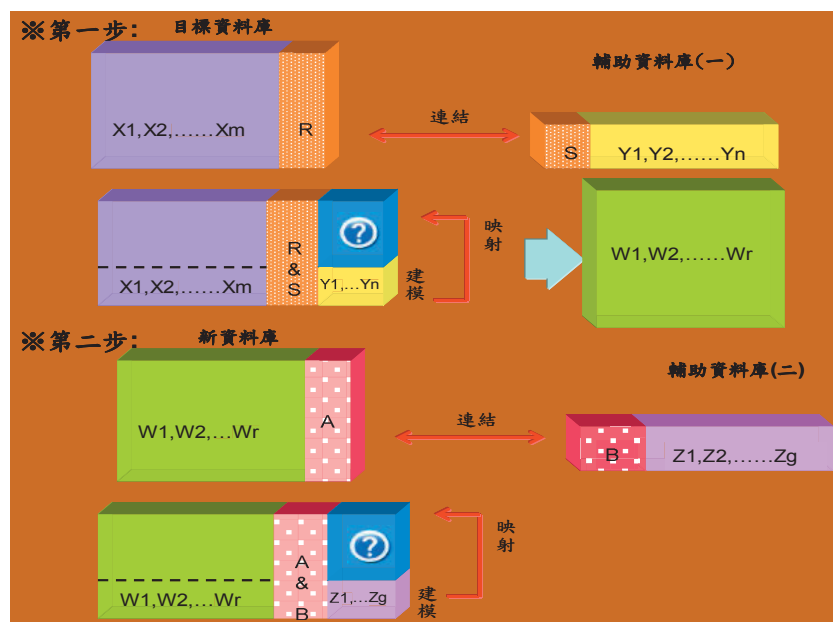 ※第一步:
目標資料庫
輔助資料庫(一)
X1,X2,……Xm
R
連結
S
Y1,Y2,……Yn
X1,X2,……Xm
R
&
S
Y1,…Yn
映射
建模
W1,W2,……Wr
※第二步:
新資料庫
輔助資料庫(二)
W1,W2,…Wr
A
連結
B
Z1,Z2,……Zg
W1,W2,…Wr
A
&
B
?
?
Z1,…Zg
映射
建模